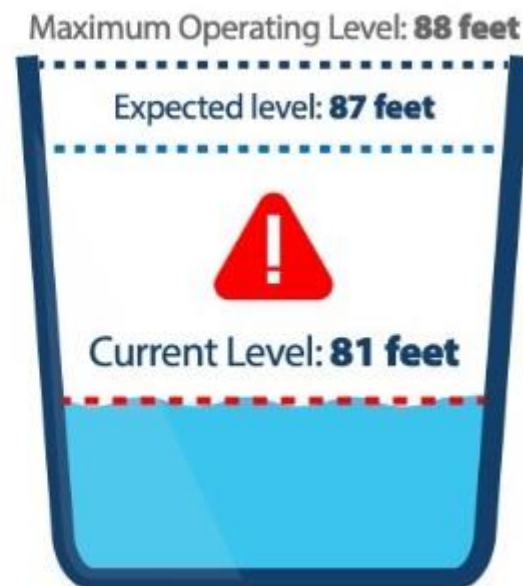 Maximum Operating Level: 88 feet
Expected level: 87 feet
!
Current Level: 81 feet